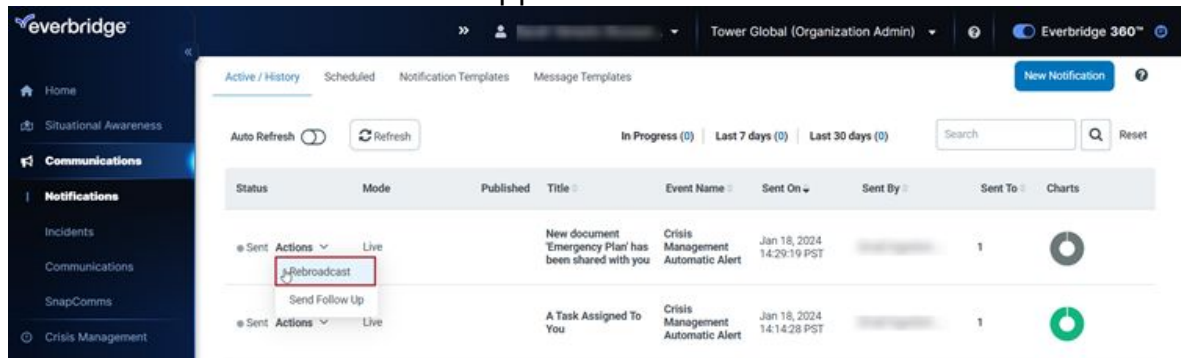 everbridge™
»
Tower Global (Organization Admin)
Everbridge 360™
«
Active / History Scheduled Notification Templates Message Templates
New Notification
Home
Situational Awareness
Communications
Notifications
Incidents
Communications
SnapComms
Crisis Management
Auto Refresh
Refresh
In Progress (0) Last 7 days (0) Last 30 days (0)
Search
Reset
Status Mode Published Title Event Name Sent On Sent By Sent To Charts
Sent Actions Live
New document
'Emergency Plan' has
been shared with you
Crisis
Management
Automatic Alert
Jan 18, 2024
14:29:19 PST
1
Rebroadcast
Send Follow Up
Sent Actions Live
A Task Assigned To
You
Crisis
Management
Automatic Alert
Jan 18, 2024
14:14:28 PST
1